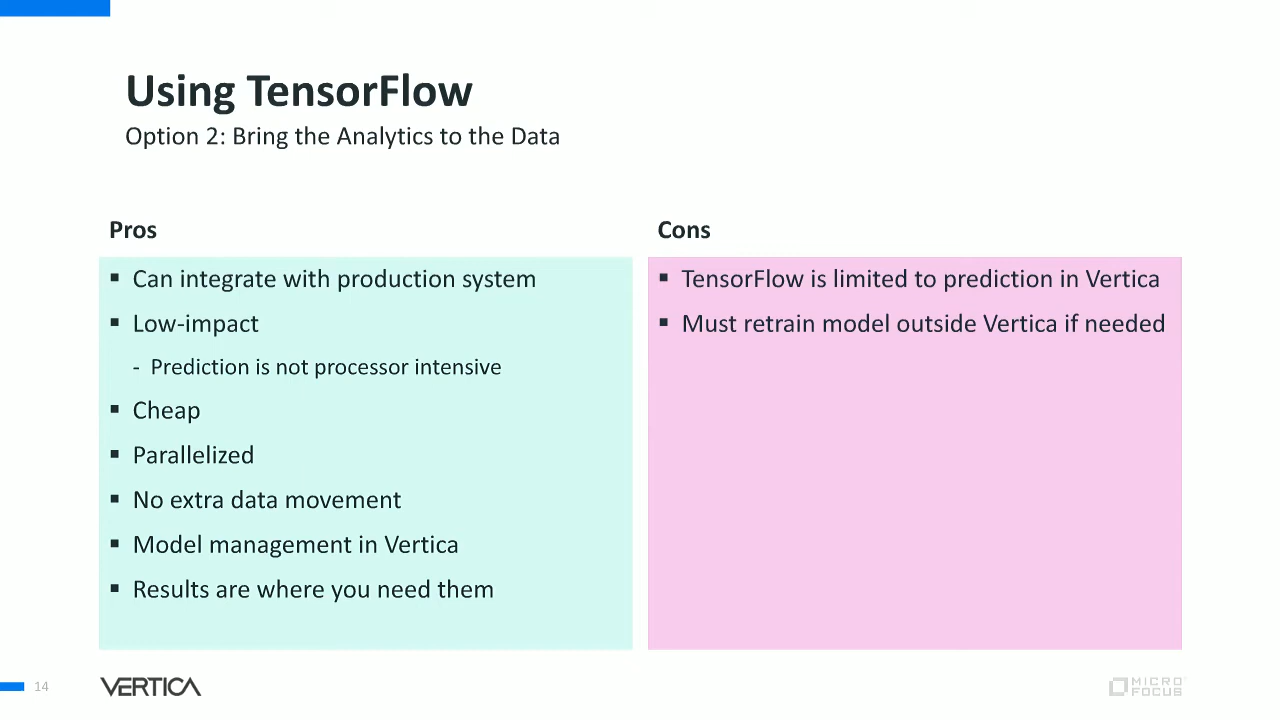 Using TensorFlow
Option 2: Bring the Analytics to the Data
Pros
▪ Can integrate with production system
▪ Low-impact
- Prediction is not processor intensive
▪ Cheap
▪ Parallelized
▪ No extra data movement
▪ Model management in Vertica
▪ Results are where you need them
Cons
▪ TensorFlow is limited to prediction in Vertica
▪ Must retrain model outside Vertica if needed
14
VERTICA
MICRO
FOCUS